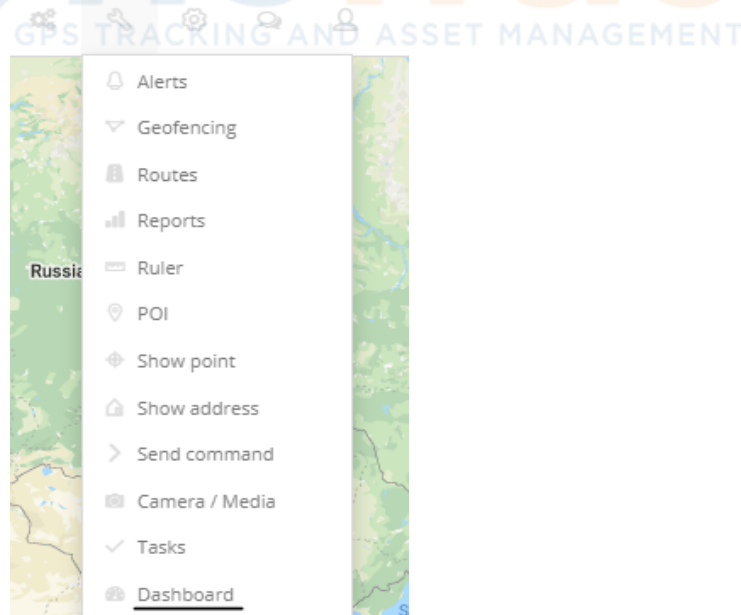 GPS TRACKING AND ASSET MANAGEMENT
Alerts
Geofencing
Routes
Reports
Russia
Ruler
POI
Show point
Show address
Send command
Camera / Media
Tasks
Dashboard